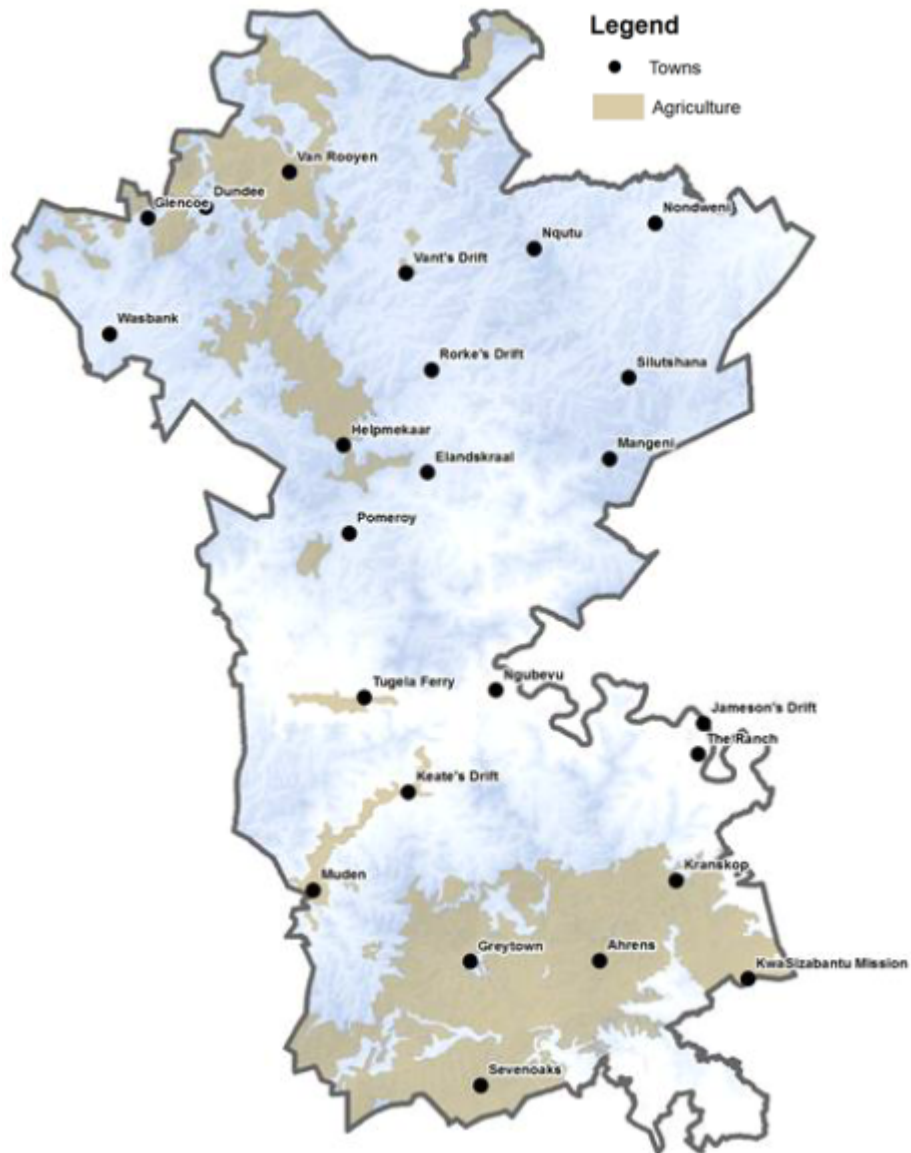 Legend
Towns
Agriculture
Van Rooyen
Dundee
Glencoe
Nondweni
Nqutu
Vant's Drift
Wasbank
Rorke's Drift
Silutshana
Helpmekaar
Elandskraal
Mangeni
Pomeroy
Tugela Ferry
Ngubevu
Jameson's Drift
The Ranch
Keate's Drift
Kranskop
Muden
Greytown
Ahrens
KwaSizabantu Mission
Sevenoaks